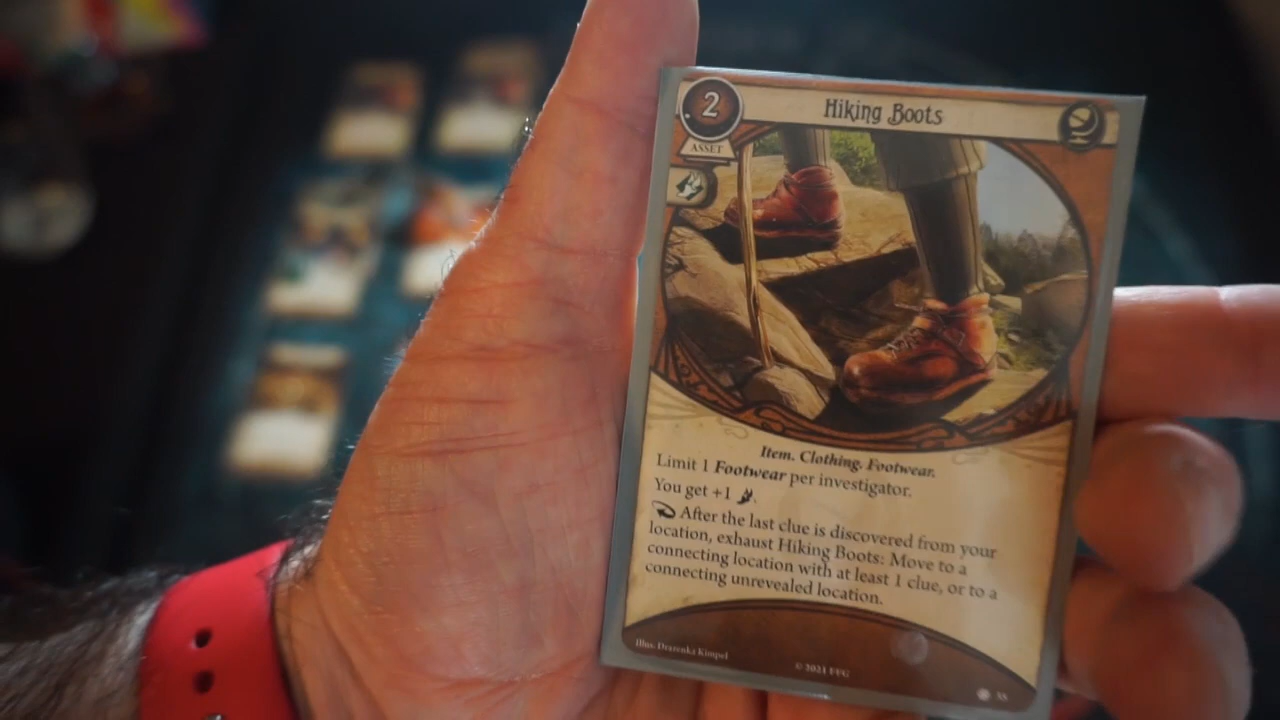 2
Hiking Boots
ASSET
Item. Clothing. Footwear.
Limit 1 Footwear per investigator.
You get +1
After the last clue is discovered from your
location, exhaust Hiking Boots: Move to a
connecting location with at least 1 clue, or to a
connecting unrevealed location.
Illus. Drazenka Kimpel
© 2021 FFG